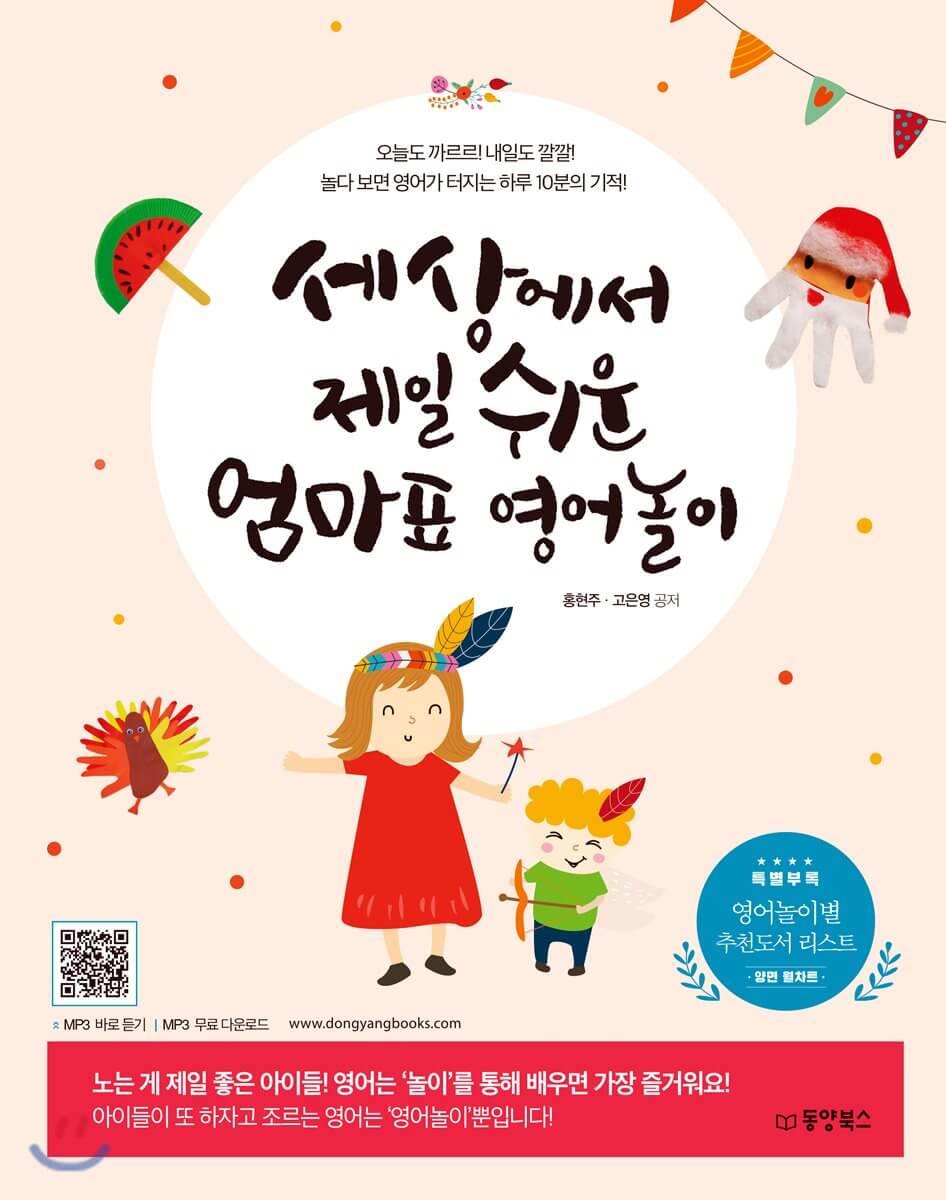 오늘도 까르르! 내일도 깔깔!
놀다 보면 영어가 터지는 하루 10분의 기적!
세상에서
제일 쉬운
엄마표 영어놀이
홍현주 · 고은영 공저
★★★★
특별부록
영어놀이별
추천도서 리스트
· 양면 월차트 ·
MP3 바로 듣기 | MP3 무료 다운로드 www.dongyangbooks.com
노는 게 제일 좋은 아이들! 영어는 ‘놀이’를 통해 배우면 가장 즐거워요!
아이들이 또 하자고 조르는 영어는 ‘영어놀이’뿐입니다!
동양북스